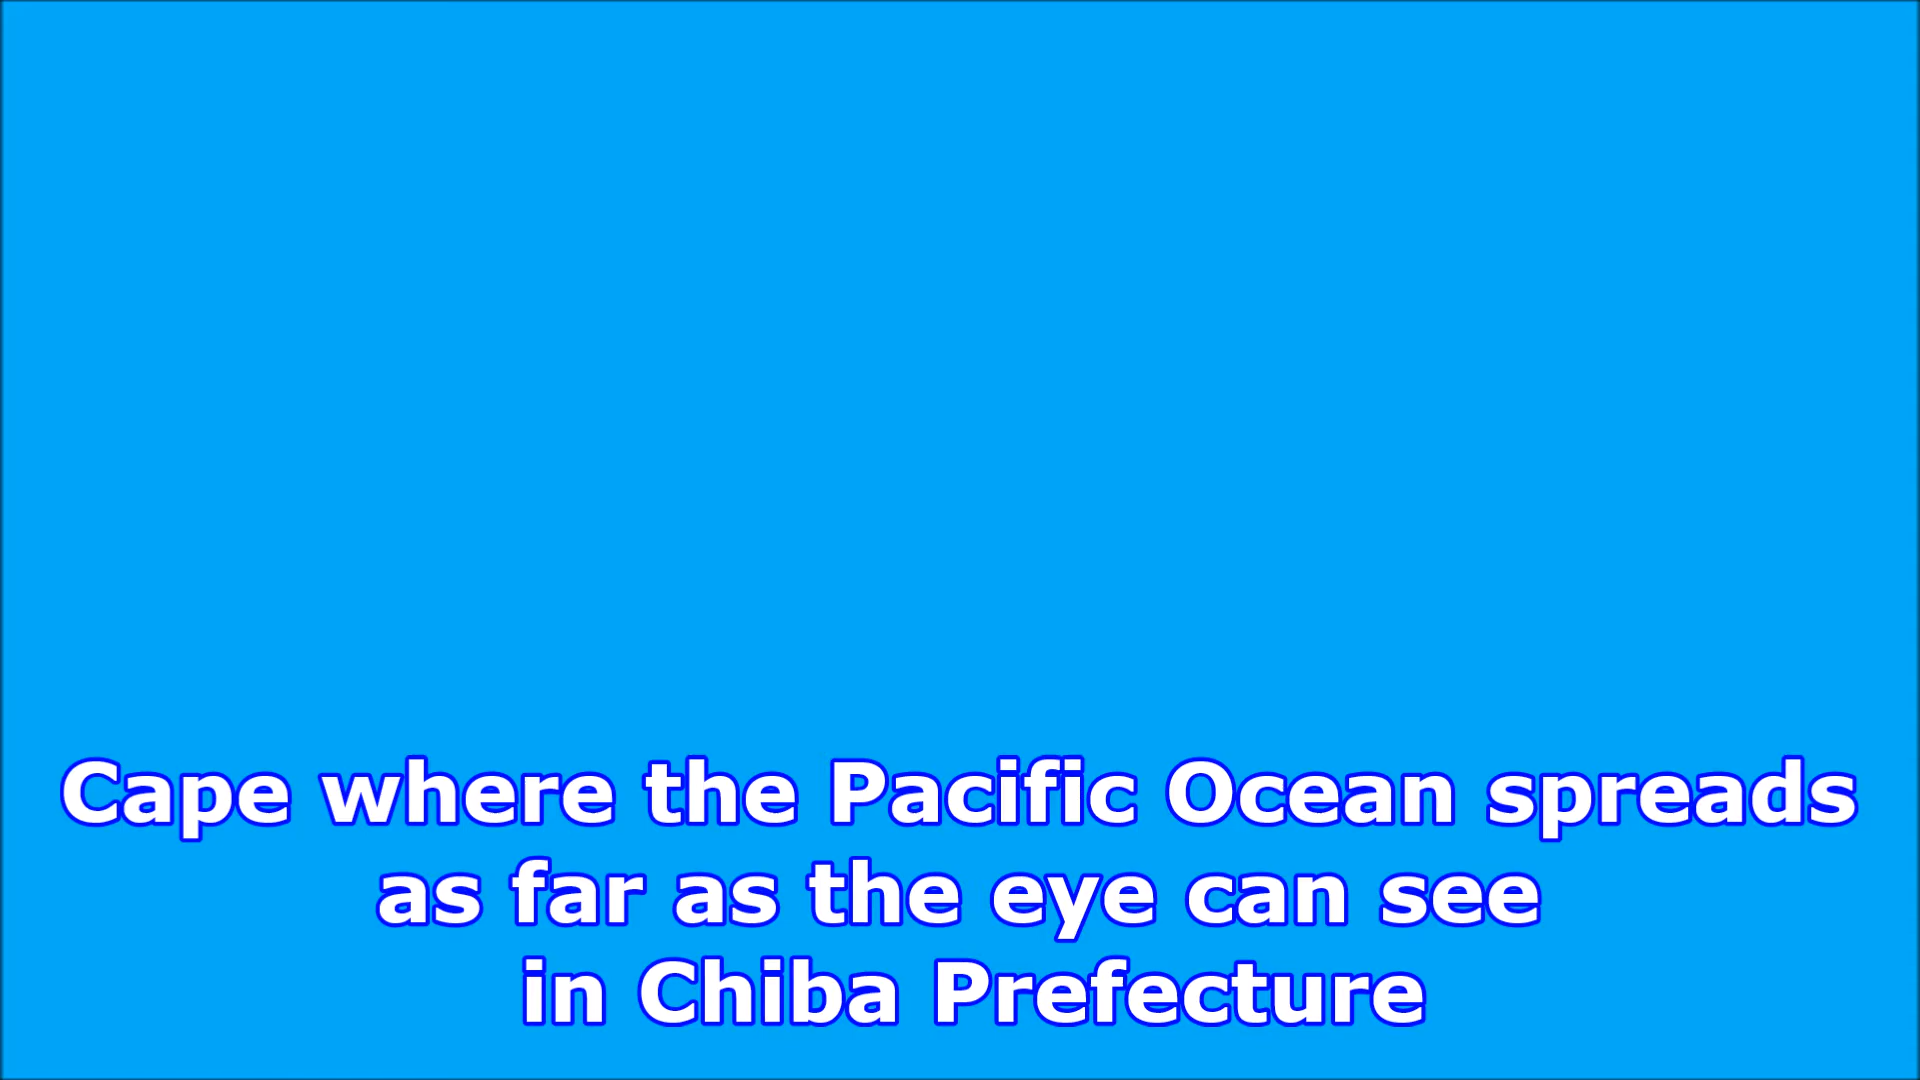 Cape where the Pacific Ocean spreads
as far as the eye can see
in Chiba Prefecture